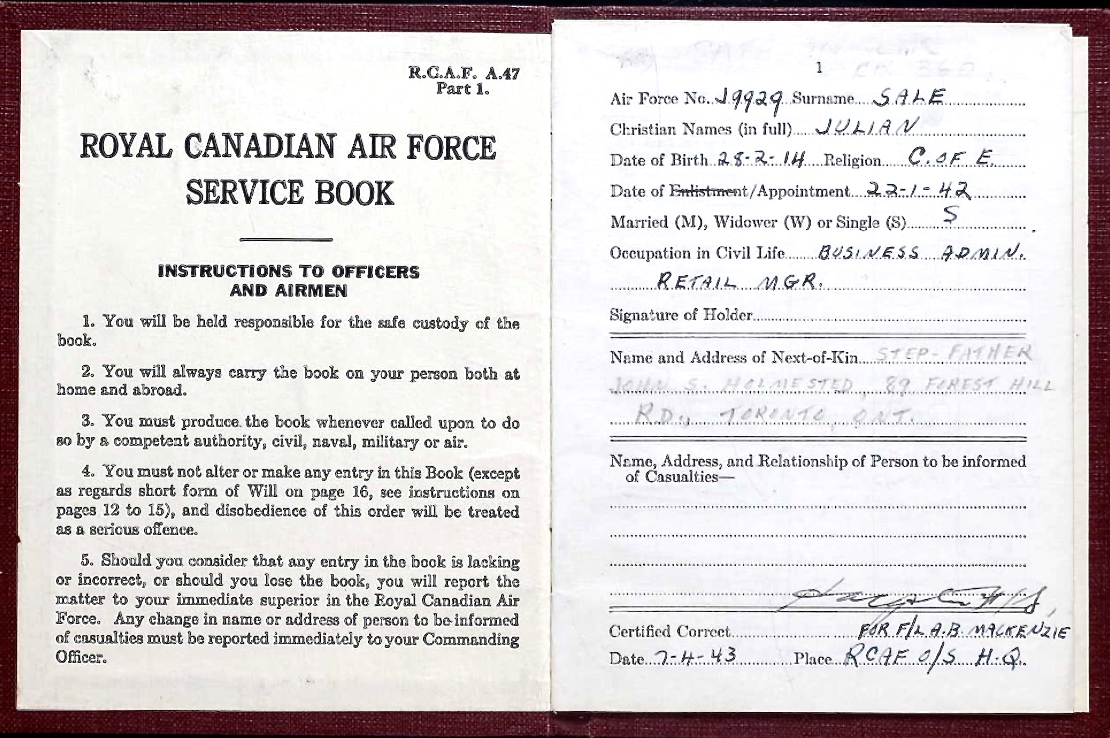 R.C.A.F. A.47
Part 1.
ROYAL CANADIAN AIR FORCE
SERVICE BOOK
INSTRUCTIONS TO OFFICERS
AND AIRMEN
1. You will be held responsible for the safe custody of the
book.
2. You will always carry the book on your person both at
home and abroad.
3. You must produce the book whenever called upon to do
so by a competent authority, civil, naval, military or air.
4. You must not alter or make any entry in this Book (except
as regards short form of Will on page 16, see instructions on
pages 12 to 15), and disobedience of this order will be treated
as a serious offence.
5. Should you consider that any entry in the book is lacking
or incorrect, or should you lose the book, you will report the
matter to your immediate superior in the Royal Canadian Air
Force. Any change in name or address of person to be informed
of casualties must be reported immediately to your Commanding
Officer.
1
Air Force No. J9929 Surname SALE
Christian Names (in full) JULIAN
Date of Birth 28-2-14 Religion C. OF E.
Date of Enlistment/Appointment 22-1-42
Married (M), Widower (W) or Single (S) S
Occupation in Civil Life BUSINESS ADMIN.
RETAIL MGR.
Signature of Holder
Name and Address of Next-of-Kin STEP-FATHER
JOHN S. HOLMESTED, 89 FOREST HILL
RD., TORONTO, ONT.
Name, Address, and Relationship of Person to be informed
of Casualties—
Certified Correct FOR F/L A.B. MACKENZIE
Date 7-4-43 Place RCAF O/S H.Q.